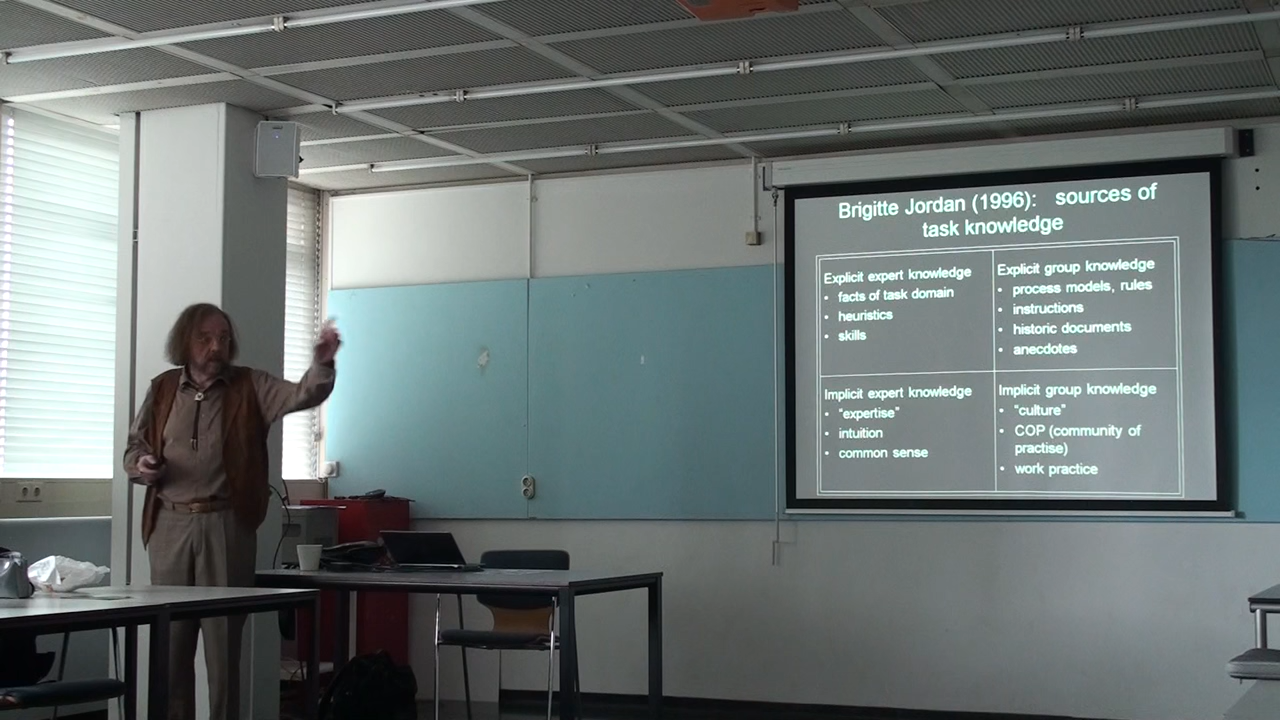 Brigitte Jordan (1996): sources of
task knowledge
Explicit expert knowledge
• facts of task domain
• heuristics
• skills
Explicit group knowledge
• process models, rules
• instructions
• historic documents
• anecdotes
Implicit expert knowledge
• “expertise”
• intuition
• common sense
Implicit group knowledge
• “culture”
• COP (community of
practise)
• work practice